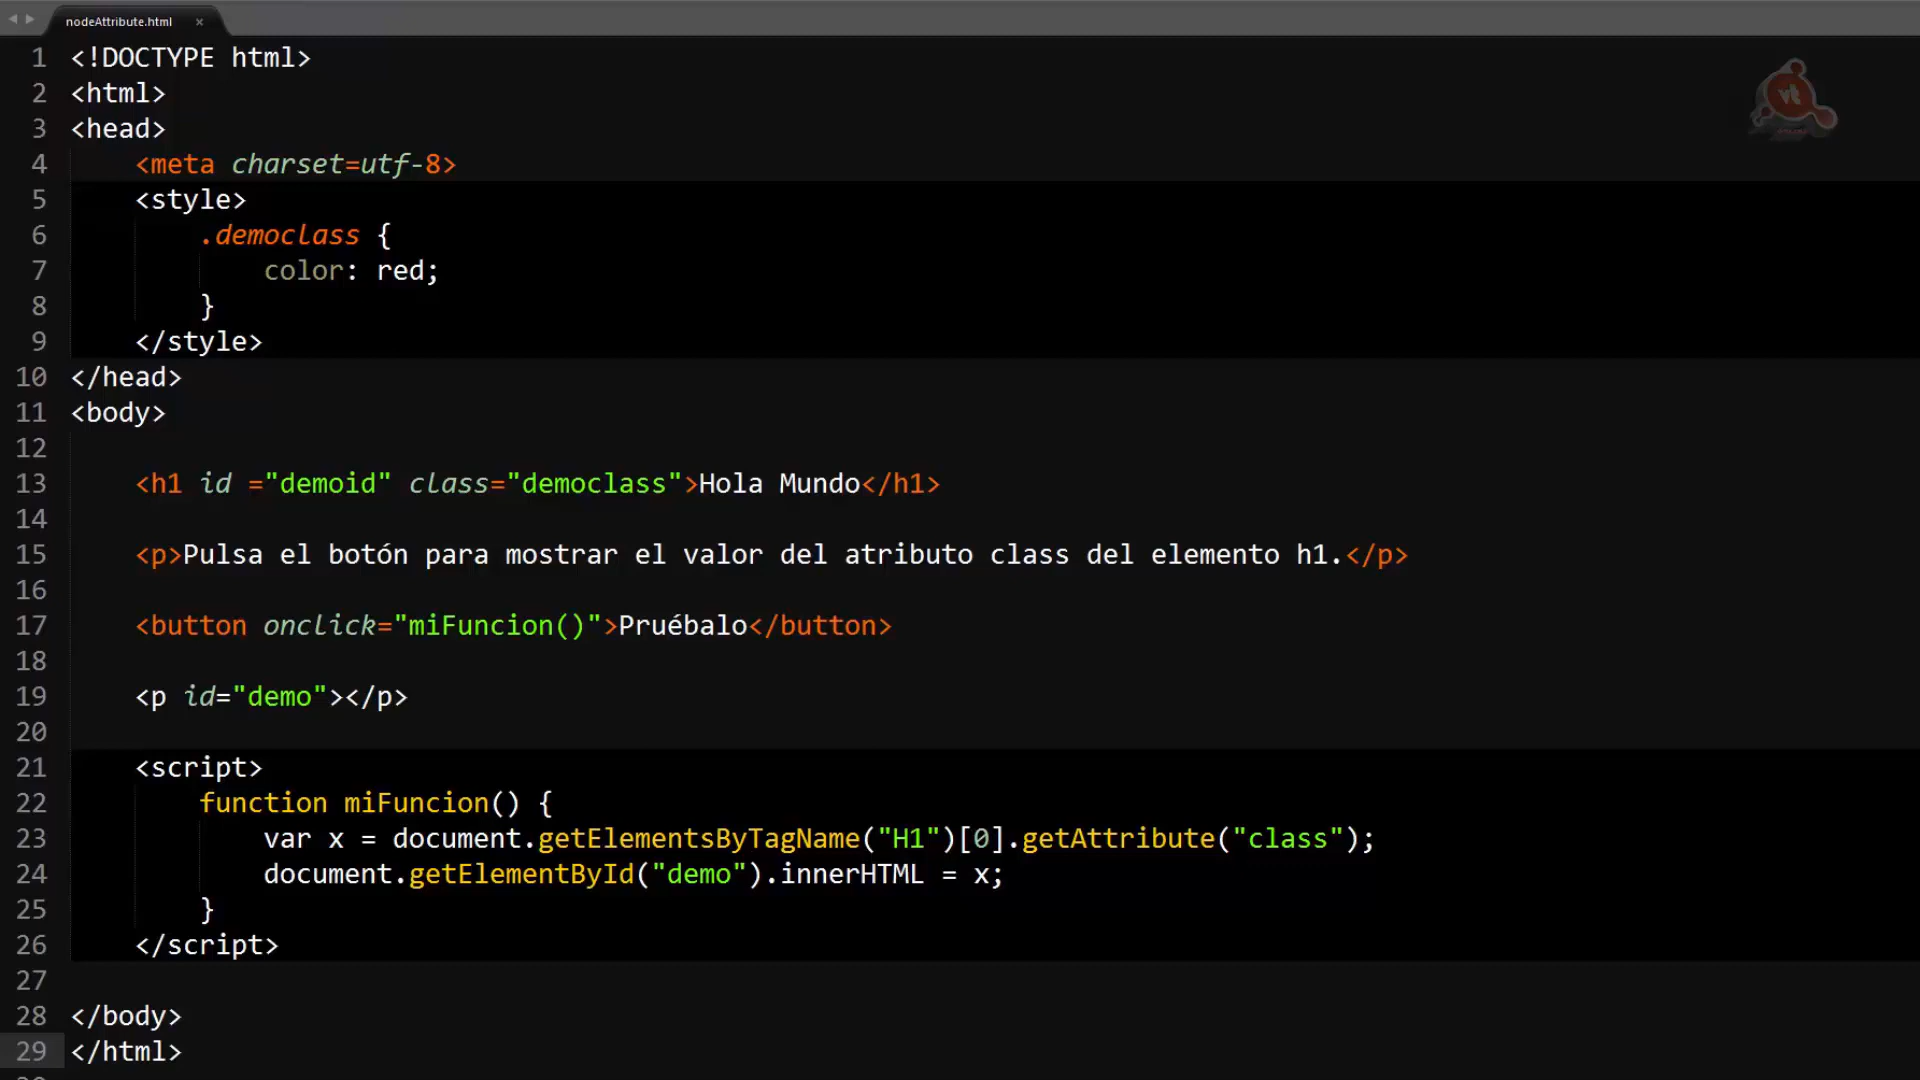 nodeAttribute.html ×
1 <!DOCTYPE html>
2 <html>
3 <head>
4 <meta charset=utf-8>
5 <style>
6 .democlass {
7 color: red;
8 }
9 </style>
10 </head>
11 <body>
12
13 <h1 id ="demoid" class="democlass">Hola Mundo</h1>
14
15 <p>Pulsa el botón para mostrar el valor del atributo class del elemento h1.</p>
16
17 <button onclick="miFuncion()">Pruébalo</button>
18
19 <p id="demo"></p>
20
21 <script>
22 function miFuncion() {
23 var x = document.getElementsByTagName("H1")[0].getAttribute("class");
24 document.getElementById("demo").innerHTML = x;
25 }
26 </script>
27
28 </body>
29 </html>
vt